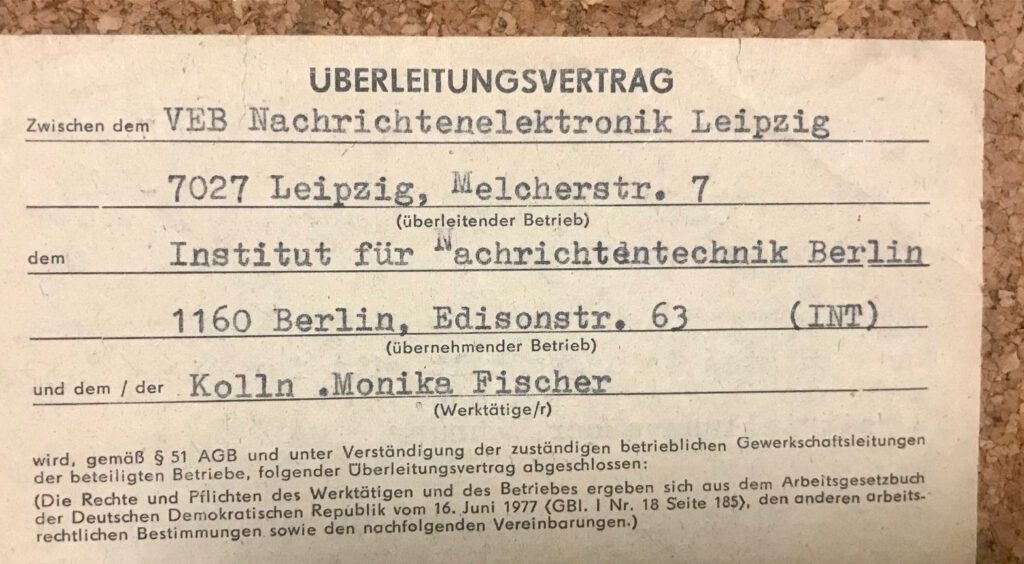 ÜBERLEITUNGSVERTRAG
Zwischen dem VEB Nachrichtenelektronik Leipzig
7027 Leipzig, Melcherstr. 7
(überleitender Betrieb)
dem Institut für Nachrichtentechnik Berlin
1160 Berlin, Edisonstr. 63 (INT)
(übernehmender Betrieb)
und dem / der Kolln .Monika Fischer
(Werktätige/r)
wird, gemäß § 51 AGB und unter Verständigung der zuständigen betrieblichen Gewerkschaftsleitungen
der beteiligten Betriebe, folgender Überleitungsvertrag abgeschlossen:
(Die Rechte und Pflichten des Werktätigen und des Betriebes ergeben sich aus dem Arbeitsgesetzbuch
der Deutschen Demokratischen Republik vom 16. Juni 1977 (GBl. I Nr. 18 Seite 185), den anderen arbeits-
rechtlichen Bestimmungen sowie den nachfolgenden Vereinbarungen.)